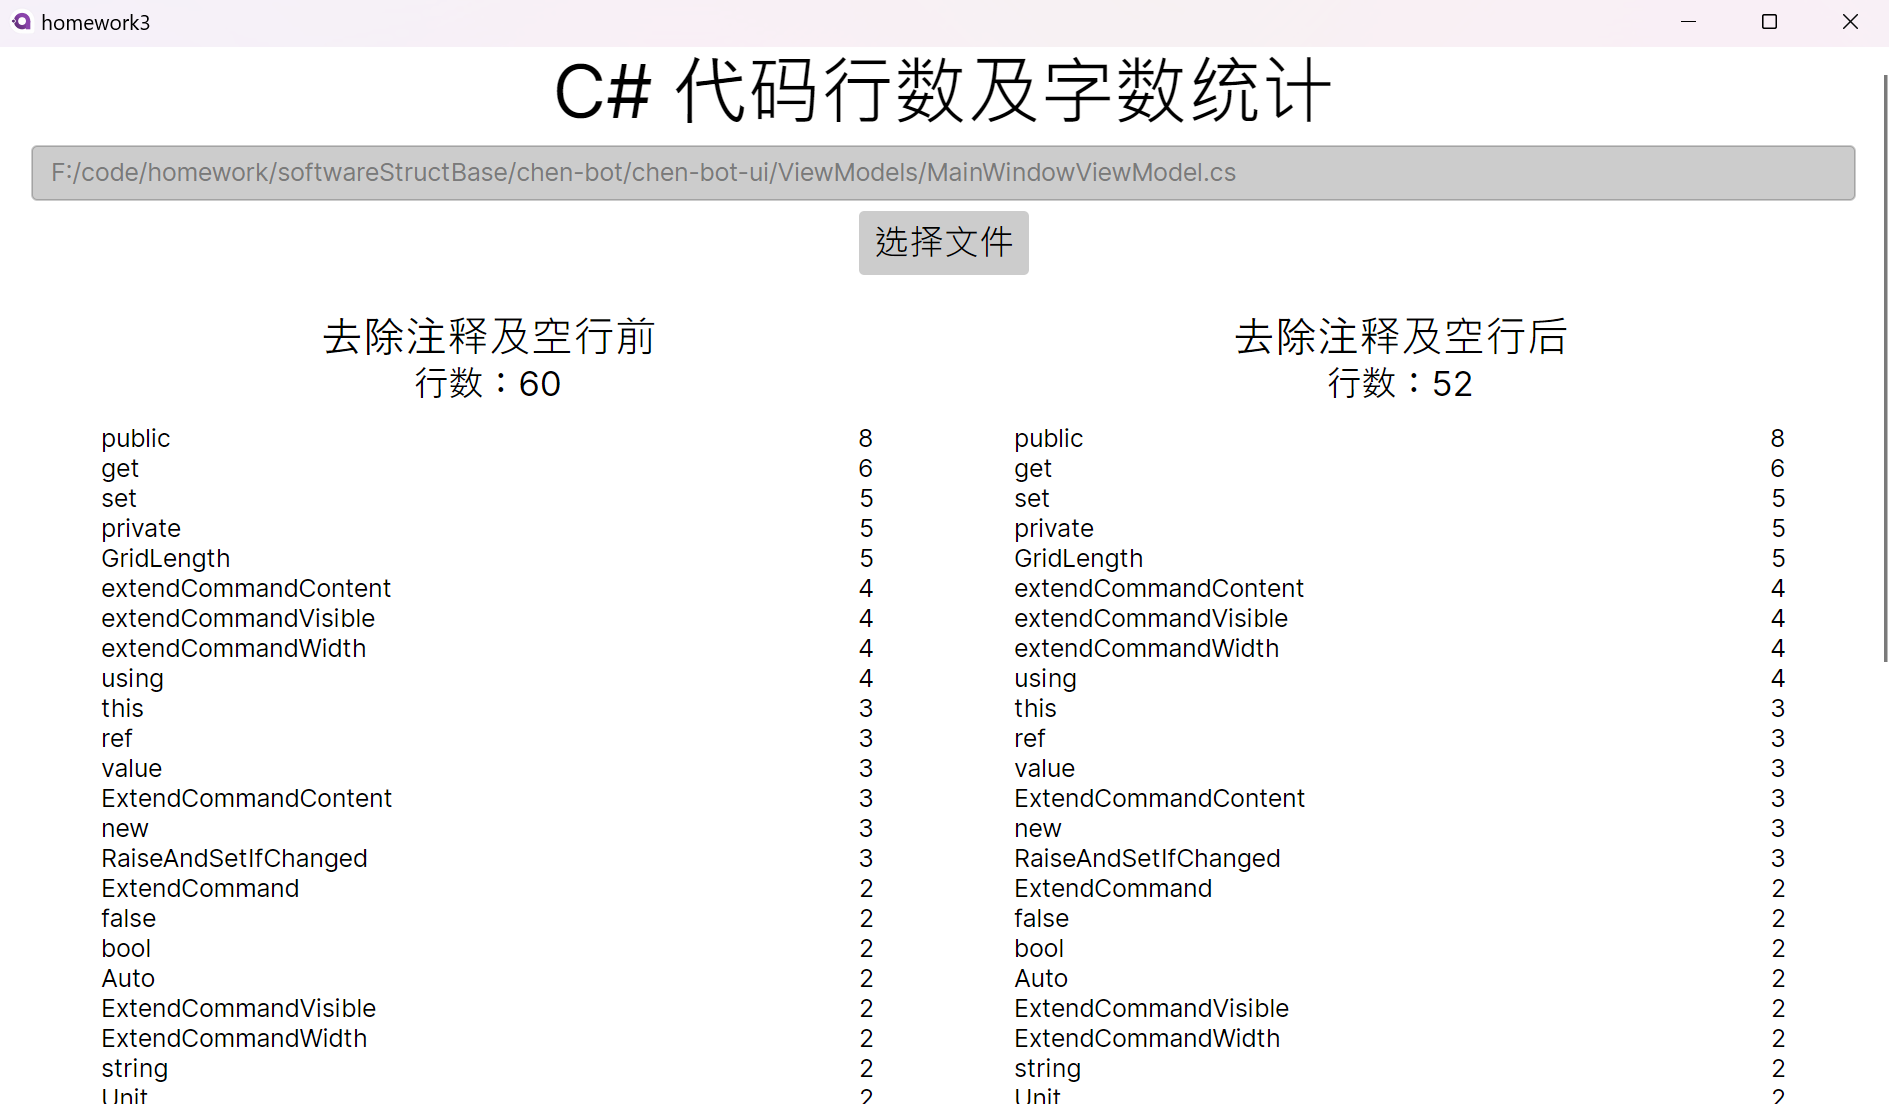 homework3
C# 代码行数及字数统计
F:/code/homework/softwareStructBase/chen-bot/chen-bot-ui/ViewModels/MainWindowViewModel.cs
选择文件
去除注释及空行前
行数：60
public 8
get 6
set 5
private 5
GridLength 5
extendCommandContent 4
extendCommandVisible 4
extendCommandWidth 4
using 4
this 3
ref 3
value 3
ExtendCommandContent 3
new 3
RaiseAndSetIfChanged 3
ExtendCommand 2
false 2
bool 2
Auto 2
ExtendCommandVisible 2
ExtendCommandWidth 2
string 2
Unit 2
去除注释及空行后
行数：52
public 8
get 6
set 5
private 5
GridLength 5
extendCommandContent 4
extendCommandVisible 4
extendCommandWidth 4
using 4
this 3
ref 3
value 3
ExtendCommandContent 3
new 3
RaiseAndSetIfChanged 3
ExtendCommand 2
false 2
bool 2
Auto 2
ExtendCommandVisible 2
ExtendCommandWidth 2
string 2
Unit 2